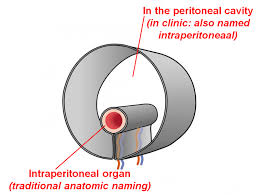 In the peritoneal cavity
(in clinic: also named
intraperitoneaal)
Intraperitoneal organ
(traditional anatomic naming)